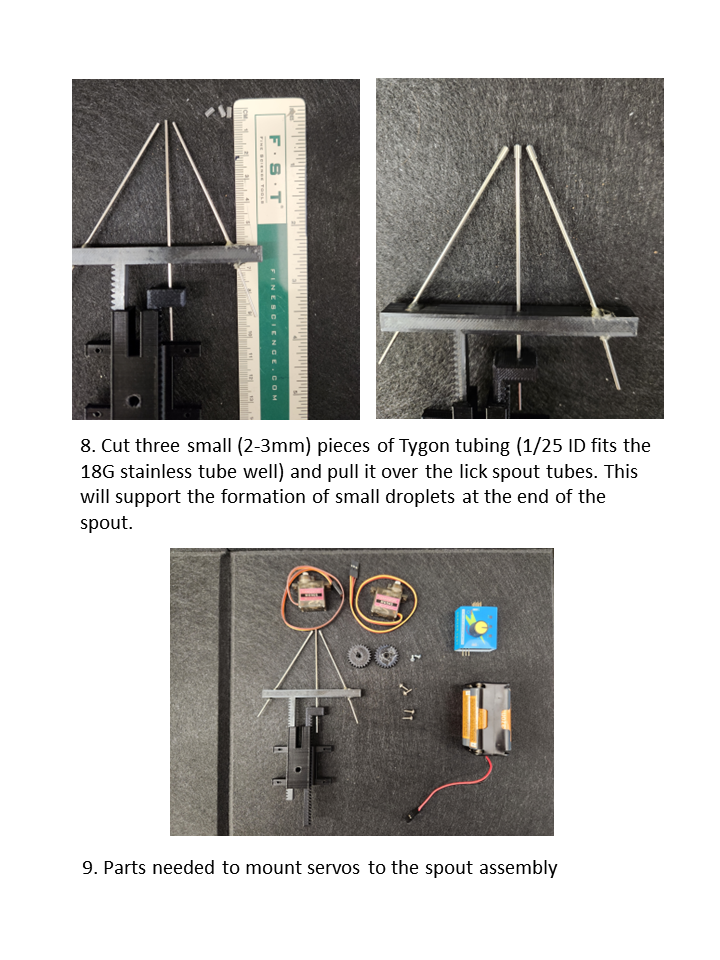 CM
F·S·T
FINE SCIENCE TOOLS
FINESCIENCE.COM
8. Cut three small (2-3mm) pieces of Tygon tubing (1/25 ID fits the
18G stainless tube well) and pull it over the lick spout tubes. This
will support the formation of small droplets at the end of the
spout.
9. Parts needed to mount servos to the spout assembly